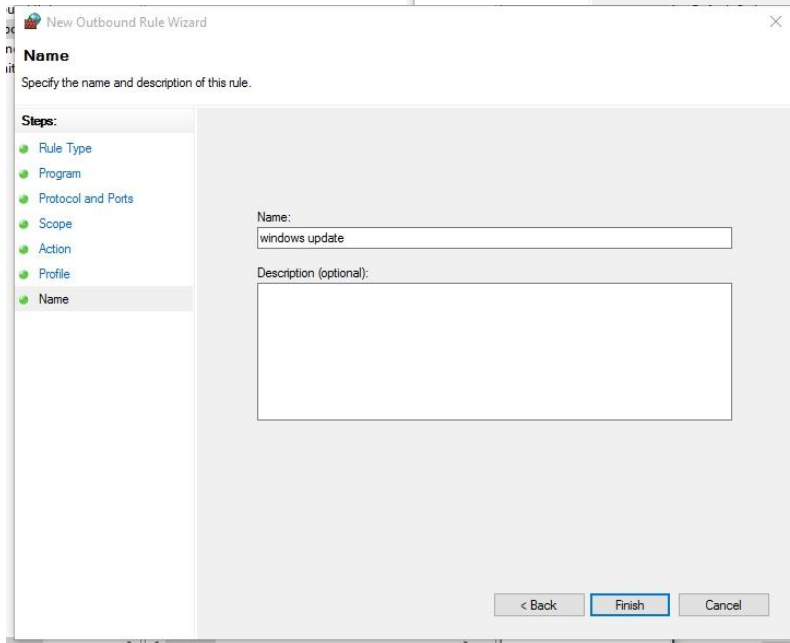 New Outbound Rule Wizard
Name
Specify the name and description of this rule.
Steps:
Rule Type
Program
Protocol and Ports
Scope
Action
Profile
Name
Name:
windows update
Description (optional):
< Back
Finish
Cancel